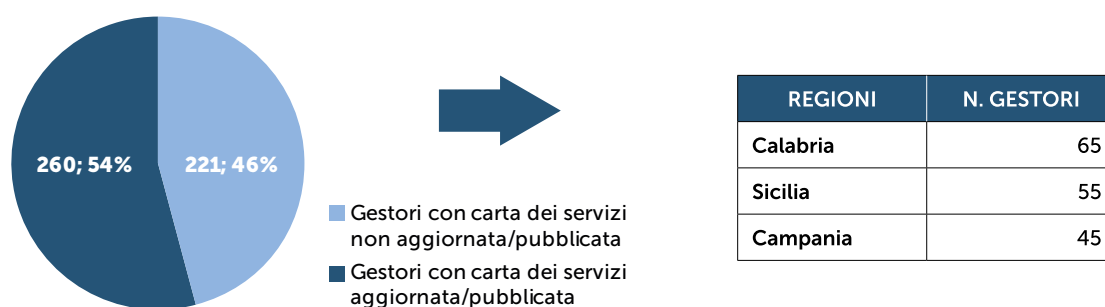 260; 54%
221; 46%
Gestori con carta dei servizi
non aggiornata/pubblicata
Gestori con carta dei servizi
aggiornata/pubblicata
REGIONI N. GESTORI
Calabria 65
Sicilia 55
Campania 45